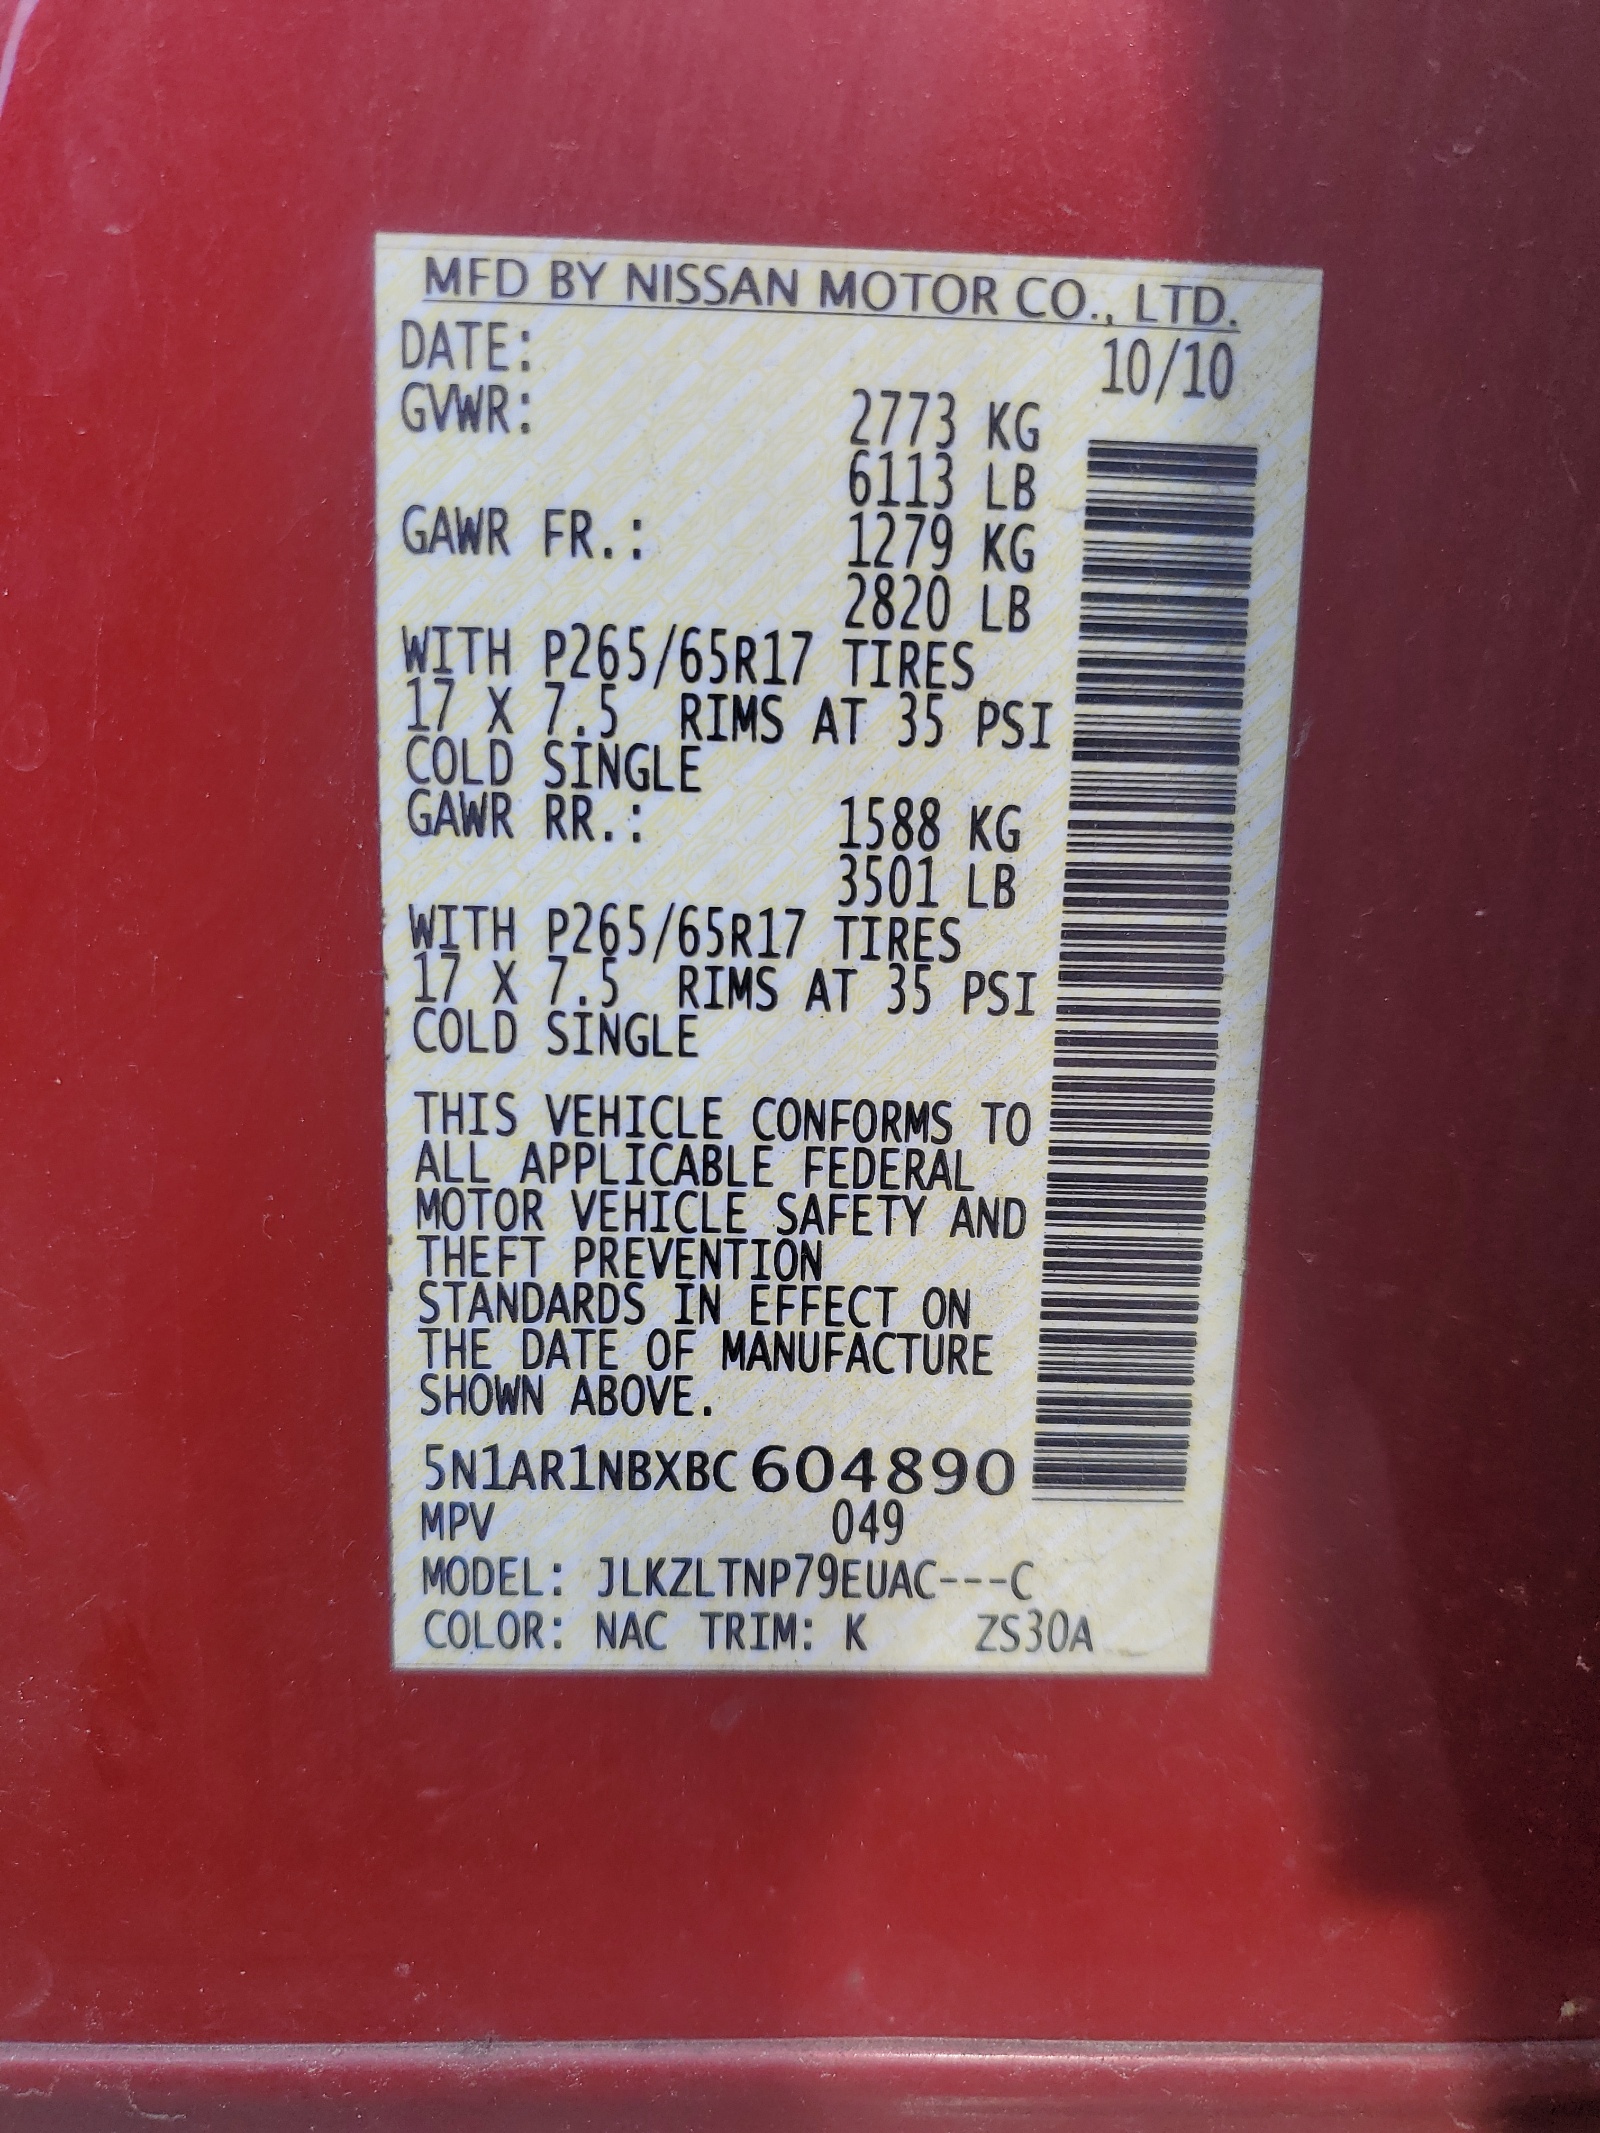 MFD BY NISSAN MOTOR CO., LTD.
DATE: 10/10
GVWR: 2773 KG
6113 LB
GAWR FR.: 1279 KG
2820 LB
WITH P265/65R17 TIRES
17 X 7.5 RIMS AT 35 PSI
COLD SINGLE
GAWR RR.: 1588 KG
3501 LB
WITH P265/65R17 TIRES
17 X 7.5 RIMS AT 35 PSI
COLD SINGLE
THIS VEHICLE CONFORMS TO
ALL APPLICABLE FEDERAL
MOTOR VEHICLE SAFETY AND
THEFT PREVENTION
STANDARDS IN EFFECT ON
THE DATE OF MANUFACTURE
SHOWN ABOVE.
5N1AR1NBXBC604890
MPV 049
MODEL: JLKZLTNP79EUAC---C
COLOR: NAC TRIM: K ZS30A